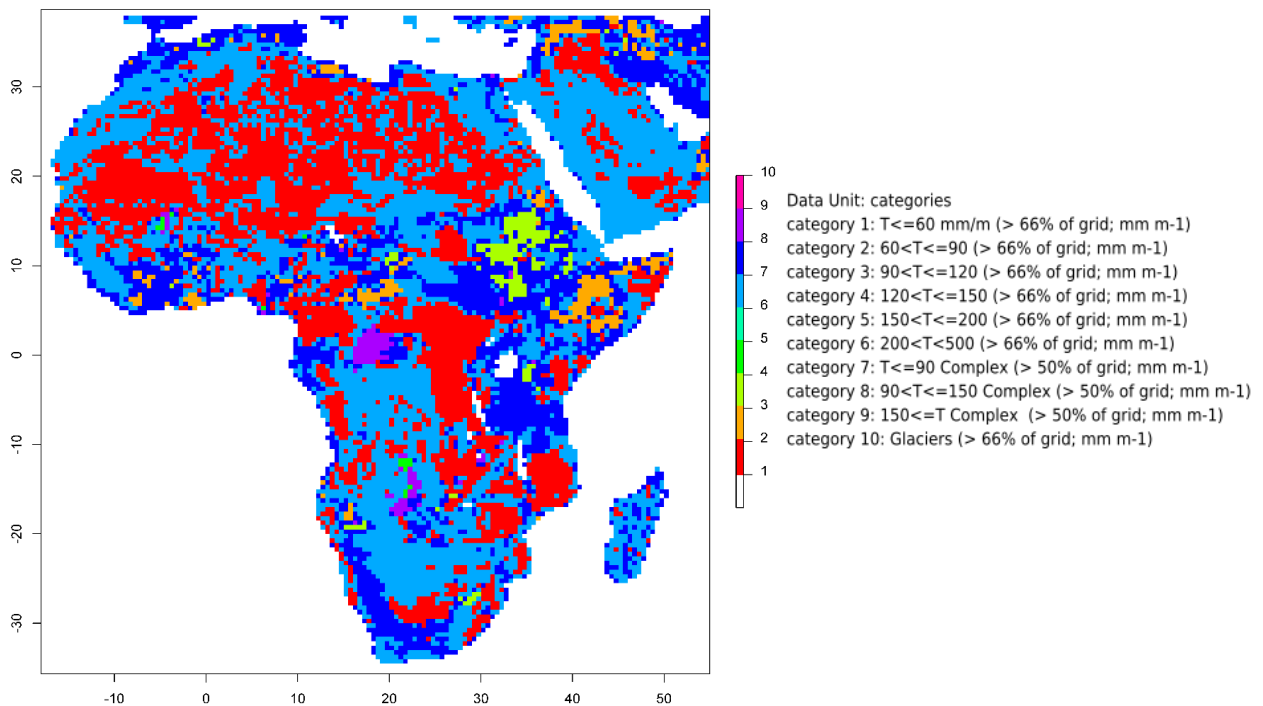 30
20
10
0
-10
-20
-30
-10
0
10
20
30
40
50
10
9
8
7
6
5
4
3
2
1
Data Unit: categories
category 1: T<=60 mm/m (> 66% of grid; mm m-1)
category 2: 60<T<=90 (> 66% of grid; mm m-1)
category 3: 90<T<=120 (> 66% of grid; mm m-1)
category 4: 120<T<=150 (> 66% of grid; mm m-1)
category 5: 150<T<=200 (> 66% of grid; mm m-1)
category 6: 200<T<500 (> 66% of grid; mm m-1)
category 7: T<=90 Complex (> 50% of grid; mm m-1)
category 8: 90<T<=150 Complex (> 50% of grid; mm m-1)
category 9: 150<=T Complex  (> 50% of grid; mm m-1)
category 10: Glaciers (> 66% of grid; mm m-1)